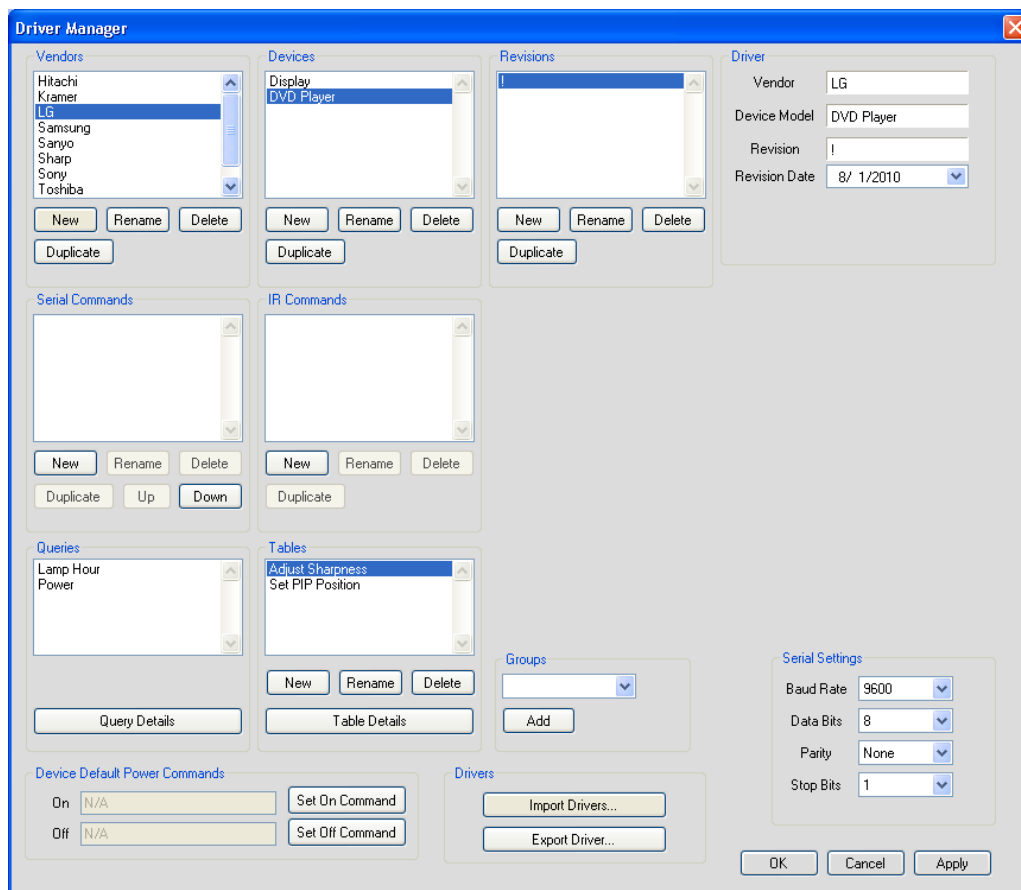 Driver Manager
Vendors
Hitachi
Kramer
LG
Samsung
Sanyo
Sharp
Sony
Toshiba
New Rename Delete
Duplicate
Devices
Display
DVD Player
New Rename Delete
Duplicate
Revisions
!
New Rename Delete
Duplicate
Driver
Vendor LG
Device Model DVD Player
Revision !
Revision Date 8/ 1/2010
Serial Commands
New Rename Delete
Duplicate Up Down
IR Commands
New Rename Delete
Duplicate
Queries
Lamp Hour
Power
Query Details
Tables
Adjust Sharpness
Set PIP Position
New Rename Delete
Table Details
Groups
Add
Serial Settings
Baud Rate 9600
Data Bits 8
Parity None
Stop Bits 1
Device Default Power Commands
On N/A Set On Command
Off N/A Set Off Command
Drivers
Import Drivers...
Export Driver...
OK Cancel Apply